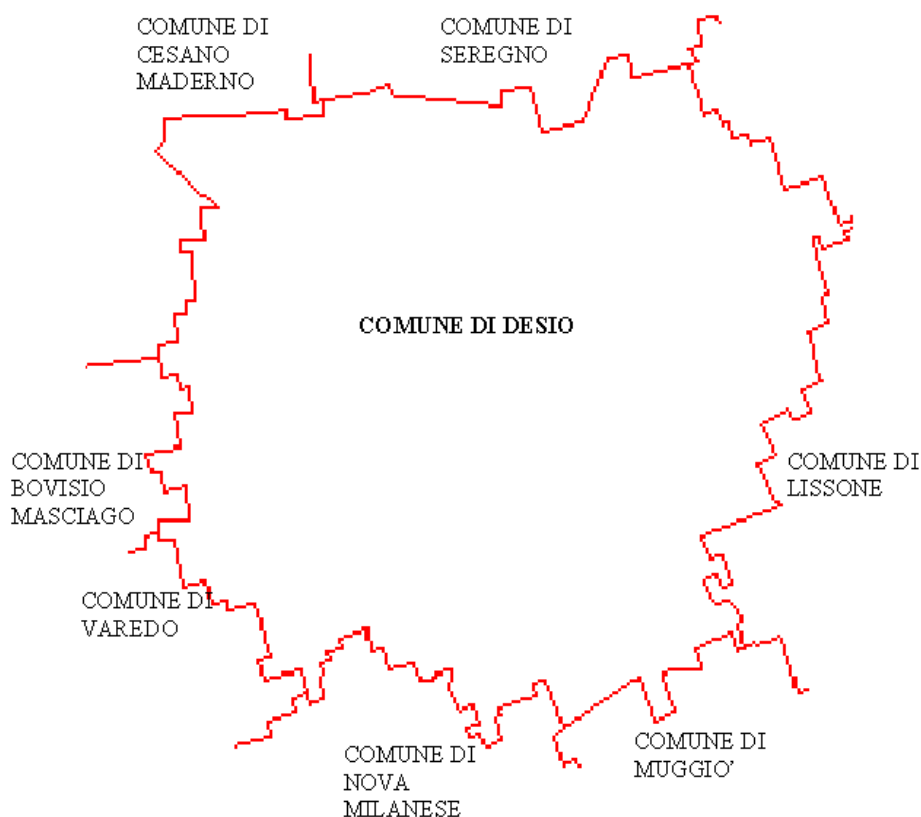 COMUNE DI
CESANO
MADERNO
COMUNE DI
SEREGNO
COMUNE DI DESIO
COMUNE DI
BOVISIO
MASCIAGO
COMUNE DI
LISSONE
COMUNE DI
VAREDO
COMUNE DI
NOVA
MILANESE
COMUNE DI
MUGGIO'